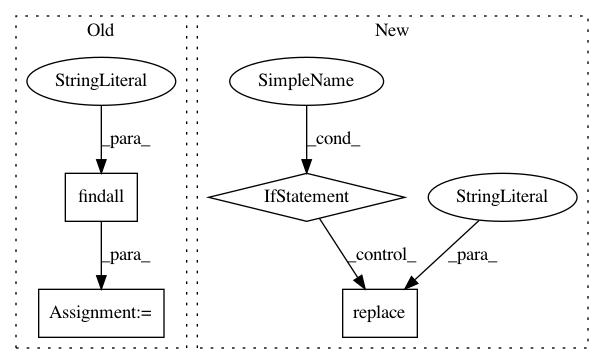 Old
New
StringLiteral
SimpleName
_para_
_cond_
findall
IfStatement
StringLiteral
_para_
_control_
_para_
Assignment:=
replace